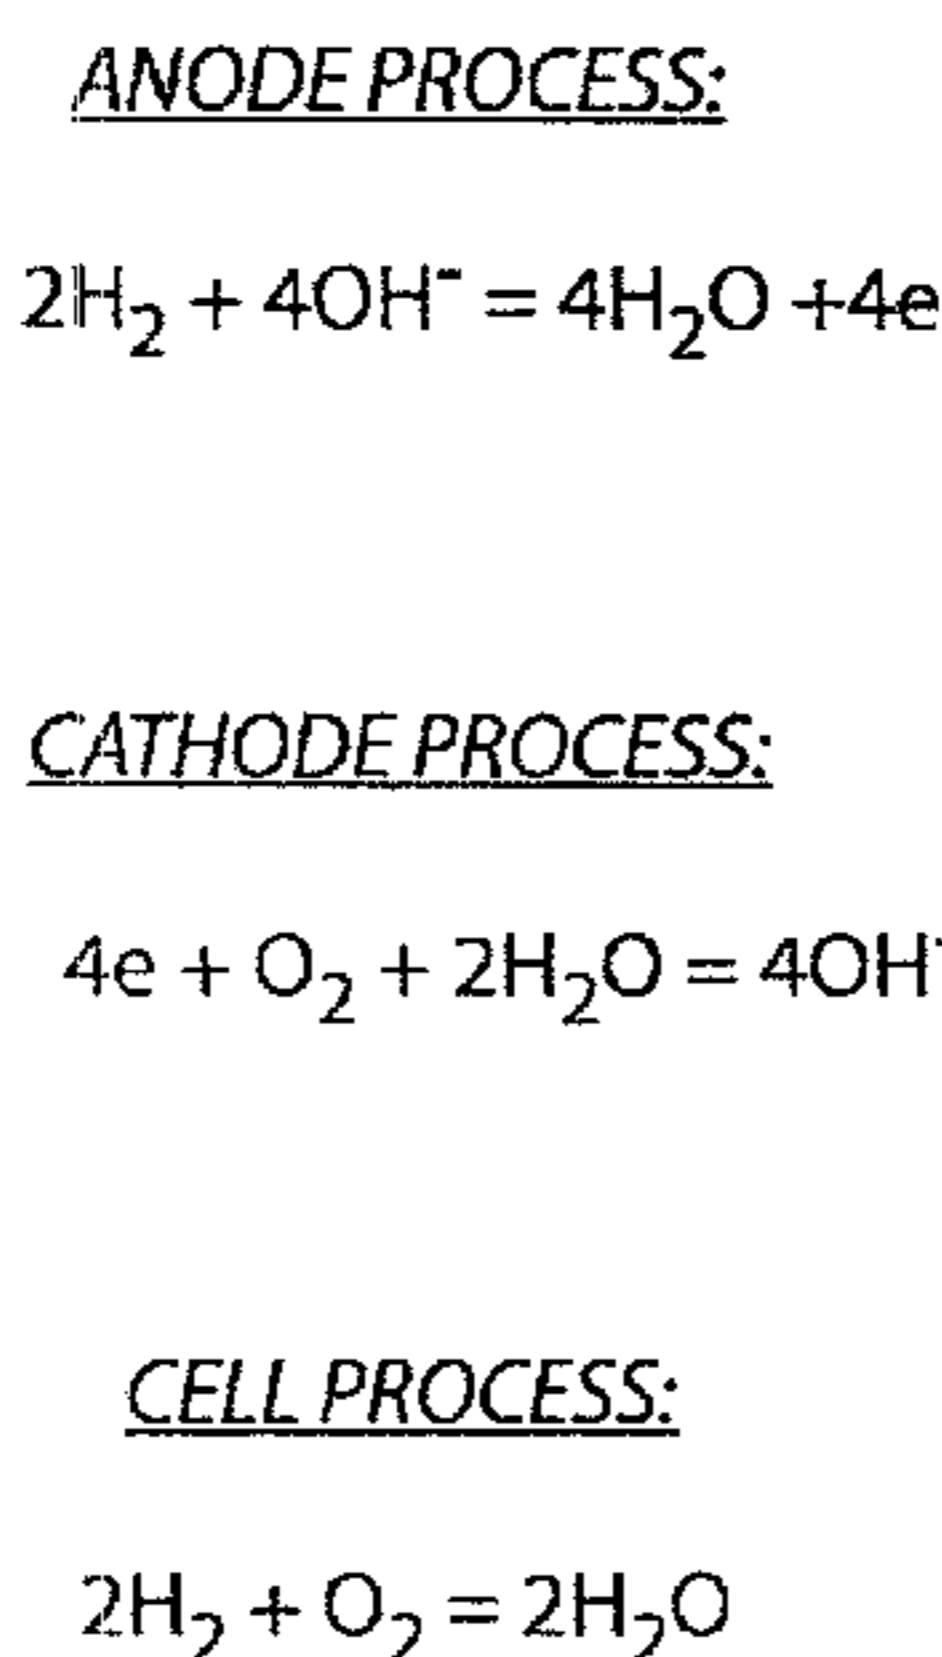 ANODE PROCESS:
2H₂ + 4OH⁻ = 4H₂O +4e
CATHODE PROCESS:
4e + O₂ + 2H₂O = 4OH⁻
CELL PROCESS:
2H₂ + O₂ = 2H₂O